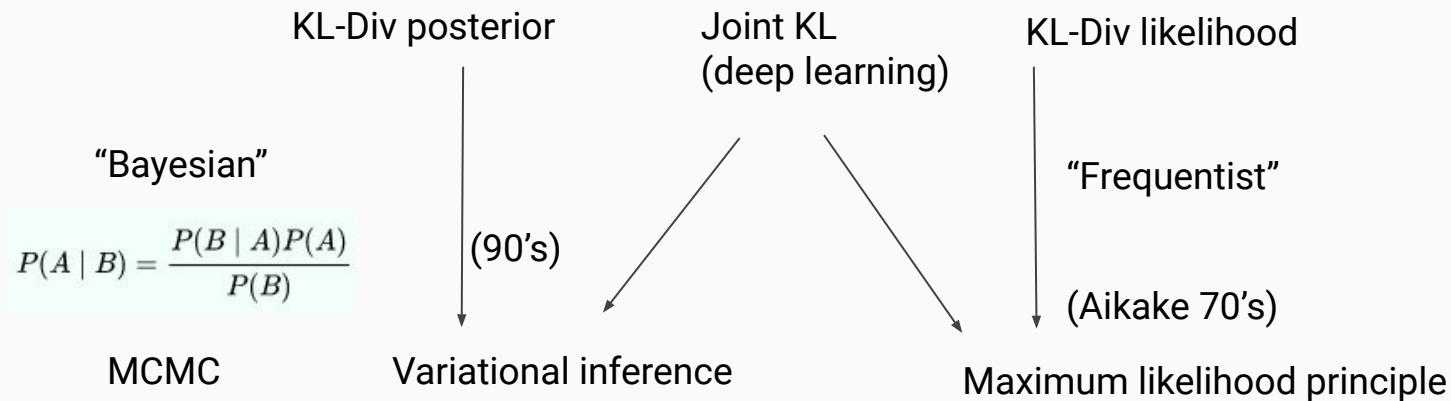 KL-Div posterior
Joint KL
(deep learning)
KL-Div likelihood
“Bayesian”
P(A | B) = P(B | A)P(A) / P(B)
(90’s)
“Frequentist”
(Aikake 70’s)
MCMC
Variational inference
Maximum likelihood principle